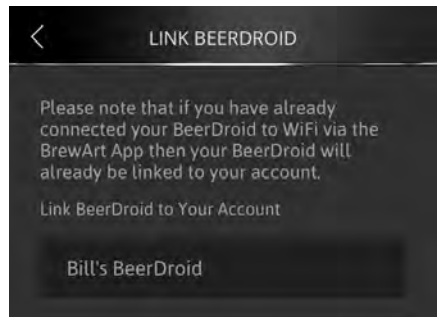 LINK BEERDROID
Please note that if you have already
connected your BeerDroid to WiFi via the
BrewArt App then your BeerDroid will
already be linked to your account.
Link BeerDroid to Your Account
Bill's BeerDroid